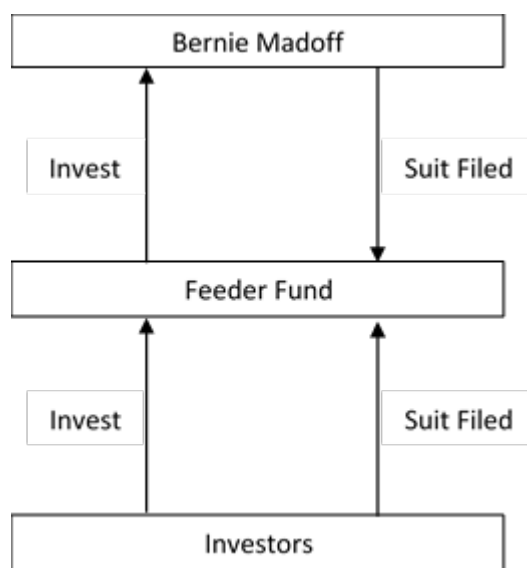 Bernie Madoff
Invest
Suit Filed
Feeder Fund
Invest
Suit Filed
Investors